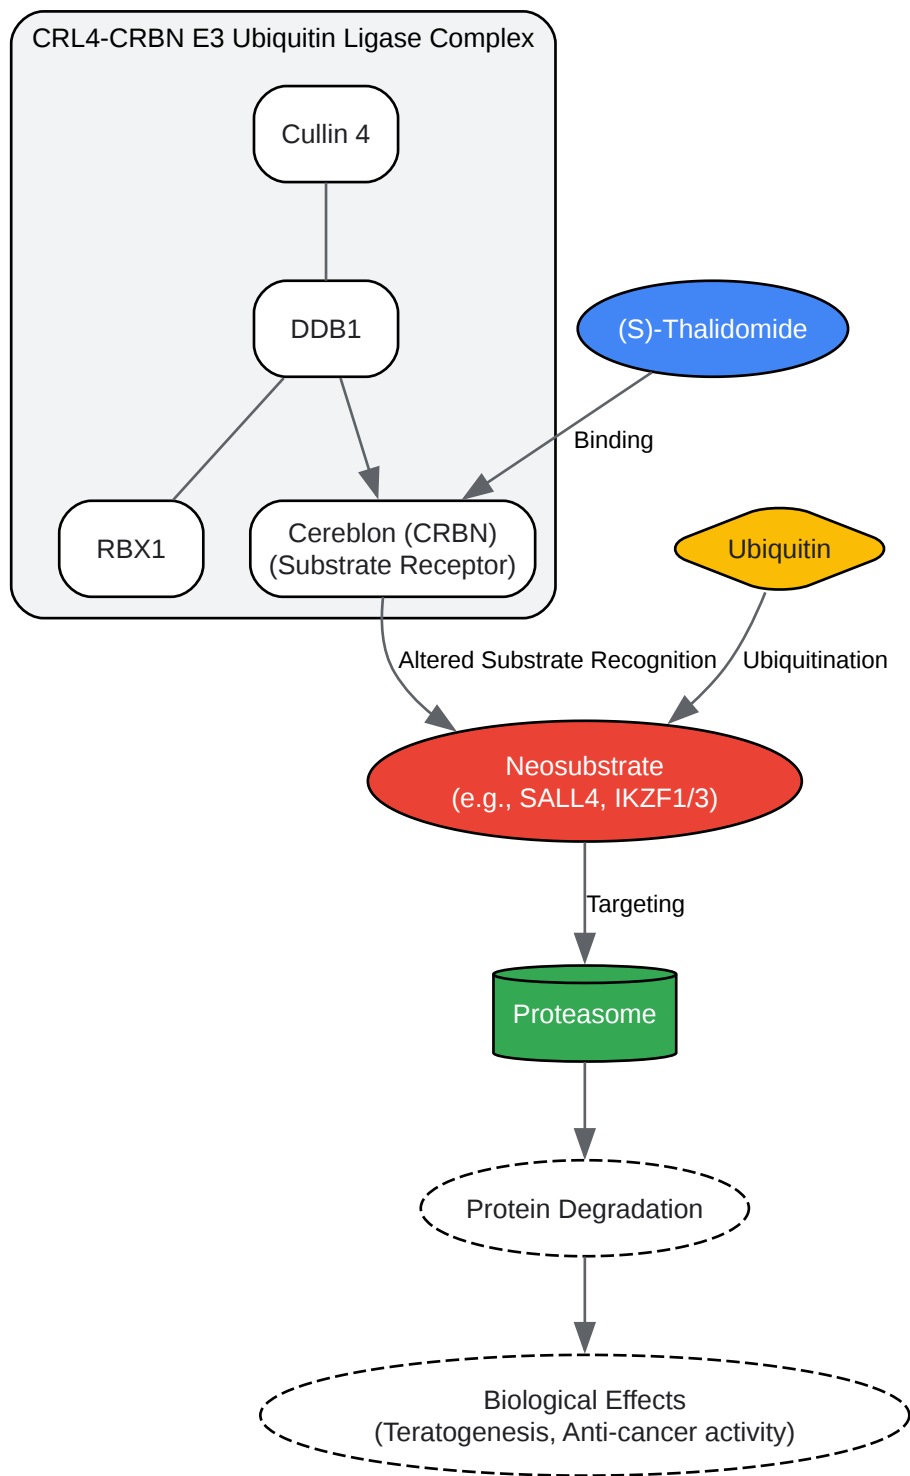 CRL4-CRBN E3 Ubiquitin Ligase Complex
Cullin 4
DDB1
(S)-Thalidomide
Binding
RBX1
Cereblon (CRBN)
(Substrate Receptor)
Ubiquitin
Altered Substrate Recognition
Ubiquitination
Neosubstrate
(e.g., SALL4, IKZF1/3)
Targeting
Proteasome
Protein Degradation
Biological Effects
(Teratogenesis, Anti-cancer activity)